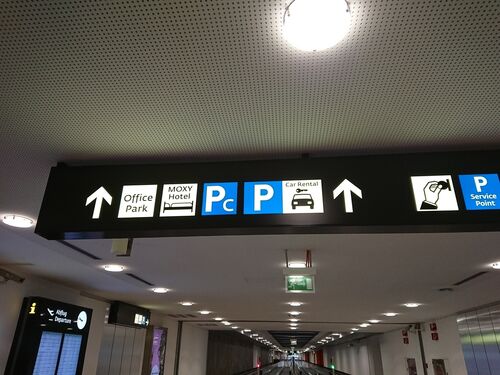 Office
Park
MOXY
Hotel
PC
P
Car Rental
P
Service
Point
i
Abflug
Departure